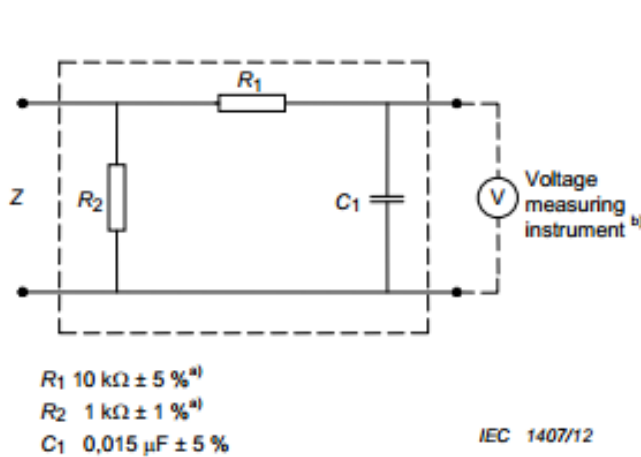 R1
Z
R2
C1
V
Voltage
measuring
instrument b)
R1 10 kΩ ± 5 %a)
R2 1 kΩ ± 1 %a)
C1 0,015 μF ± 5 %
IEC 1407/12